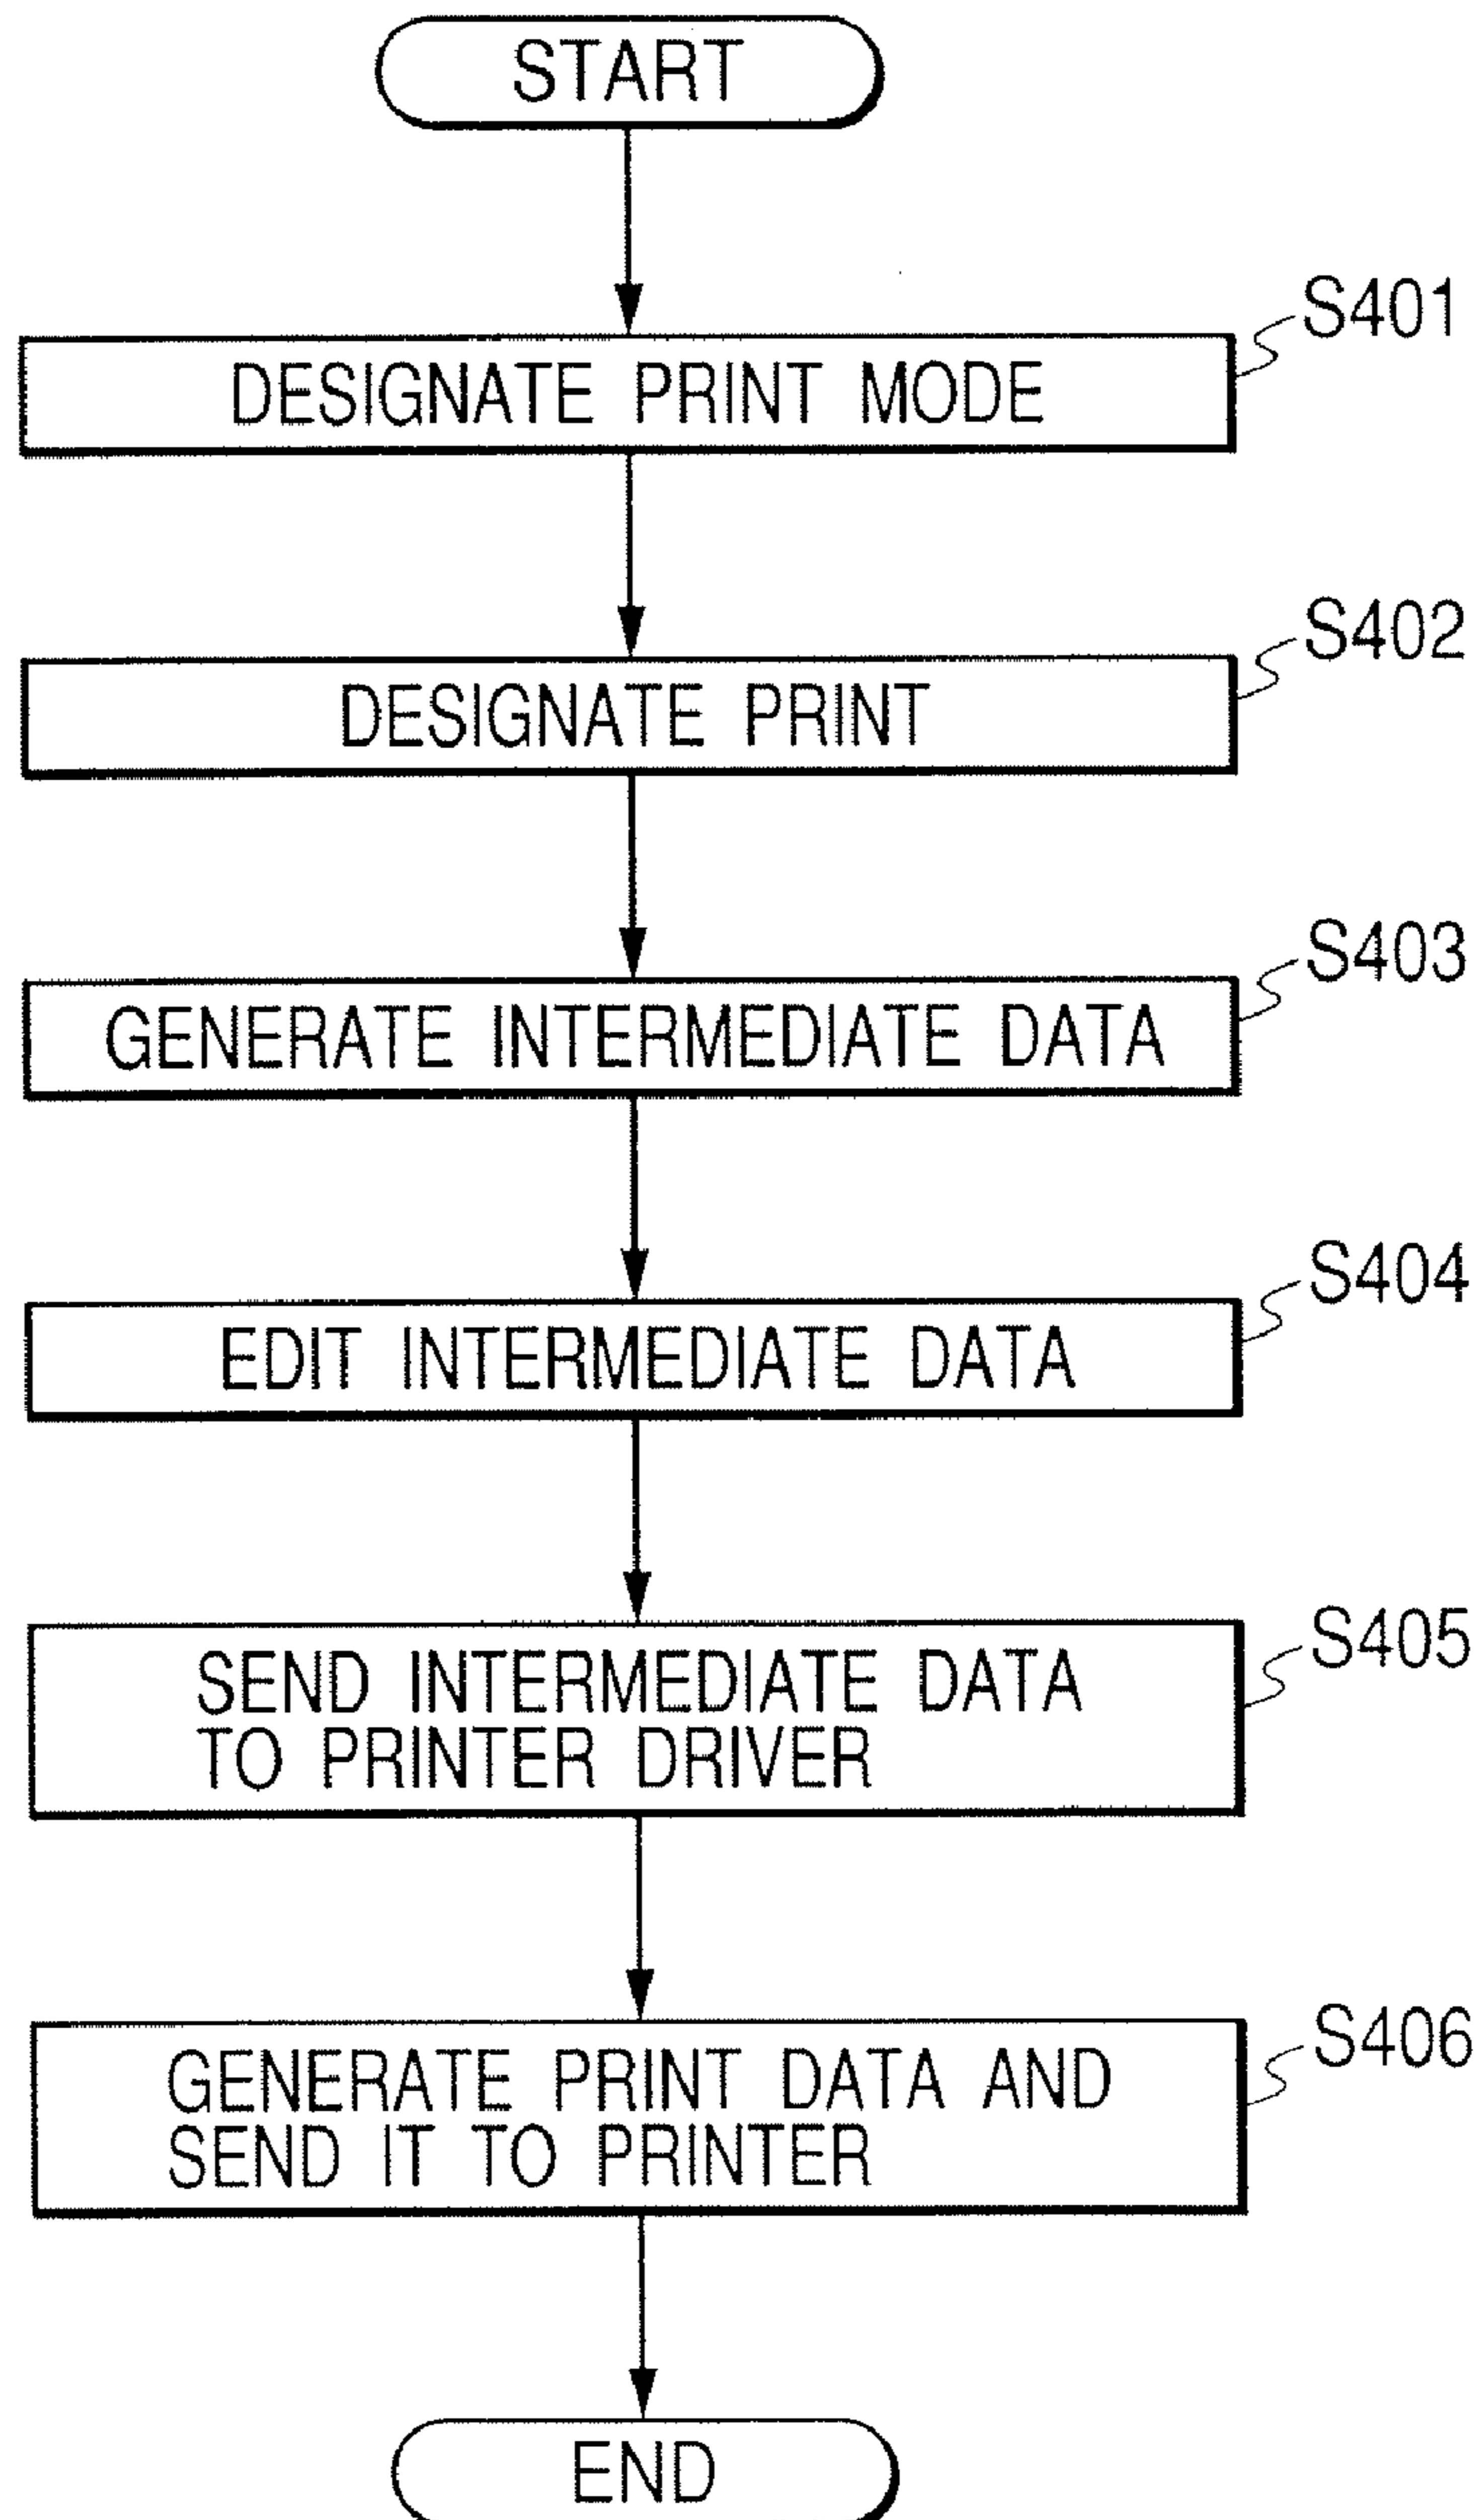 START
S401
DESIGNATE PRINT MODE
S402
DESIGNATE PRINT
S403
GENERATE INTERMEDIATE DATA
S404
EDIT INTERMEDIATE DATA
S405
SEND INTERMEDIATE DATA
TO PRINTER DRIVER
S406
GENERATE PRINT DATA AND
SEND IT TO PRINTER
END